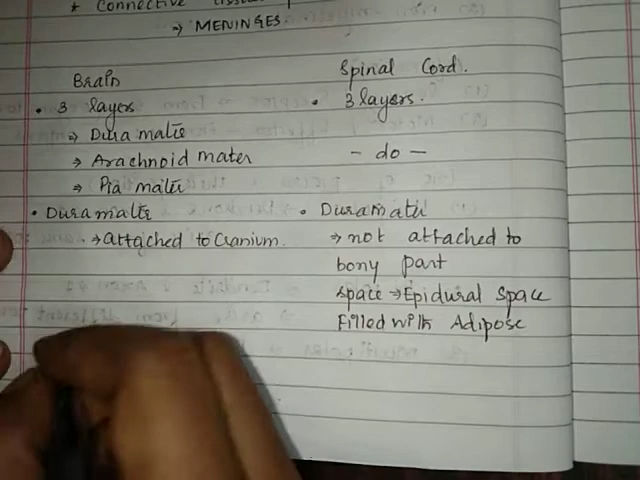 * Connective tissue
⇒ MENINGES
Brain
Spinal Cord.
• 3 layers
• 3 layers.
→ Dura mater
→ Arachnoid mater
- do -
→ Pia mater
• Dura mater
• Dura mater
→ attached to Cranium.
→ not attached to
bony part
space → Epidural space
Filled with Adipose